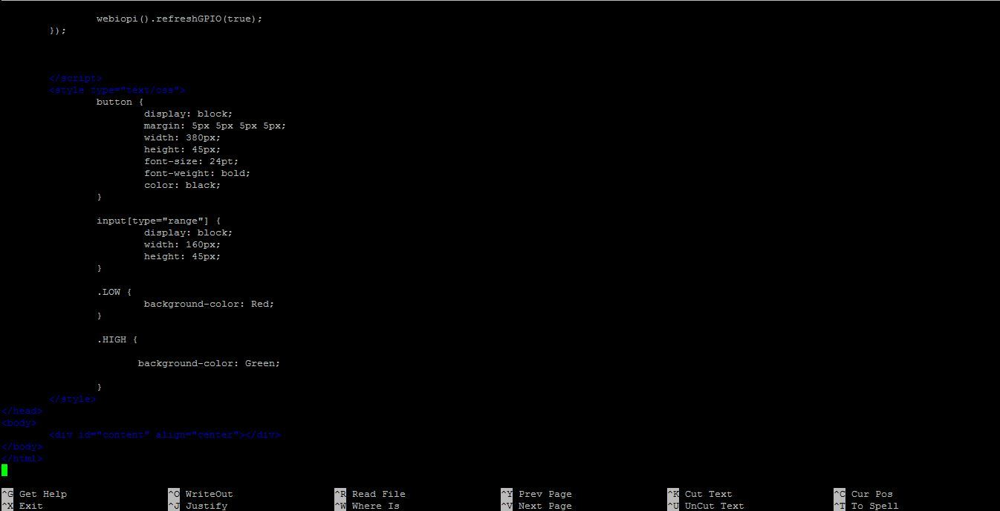 webiopi().refreshGPIO(true);
});
</script>
<style type="text/css">
button {
display: block;
margin: 5px 5px 5px 5px;
width: 380px;
height: 45px;
font-size: 24pt;
font-weight: bold;
color: black;
}
input[type="range"] {
display: block;
width: 160px;
height: 45px;
}
.LOW {
background-color: Red;
}
.HIGH {
background-color: Green;
}
</style>
</head>
<body>
<div id="content" align="center"></div>
</body>
</html>
^G Get Help ^O WriteOut ^R Read File ^Y Prev Page ^K Cut Text ^C Cur Pos
^X Exit ^J Justify ^W Where Is ^V Next Page ^U UnCut Text ^T To Spell